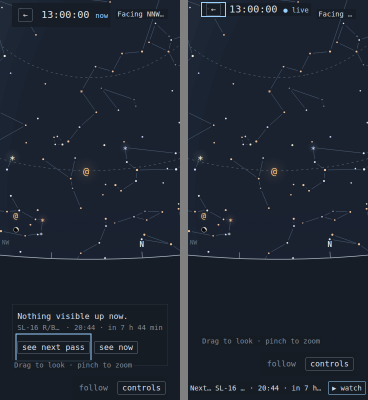 ← 13:00:00 now Facing NNW…
@
@
NW
N
Nothing visible up now.
SL-16 R/B… · 20:44 · in 7 h 44 min
see next pass see now
Drag to look · pinch to zoom
follow controls
← 13:00:00 ● live Facing …
@
@
NW
N
Drag to look · pinch to zoom
follow controls
Next… SL-16 … · 20:44 · in 7h… ▶ watch